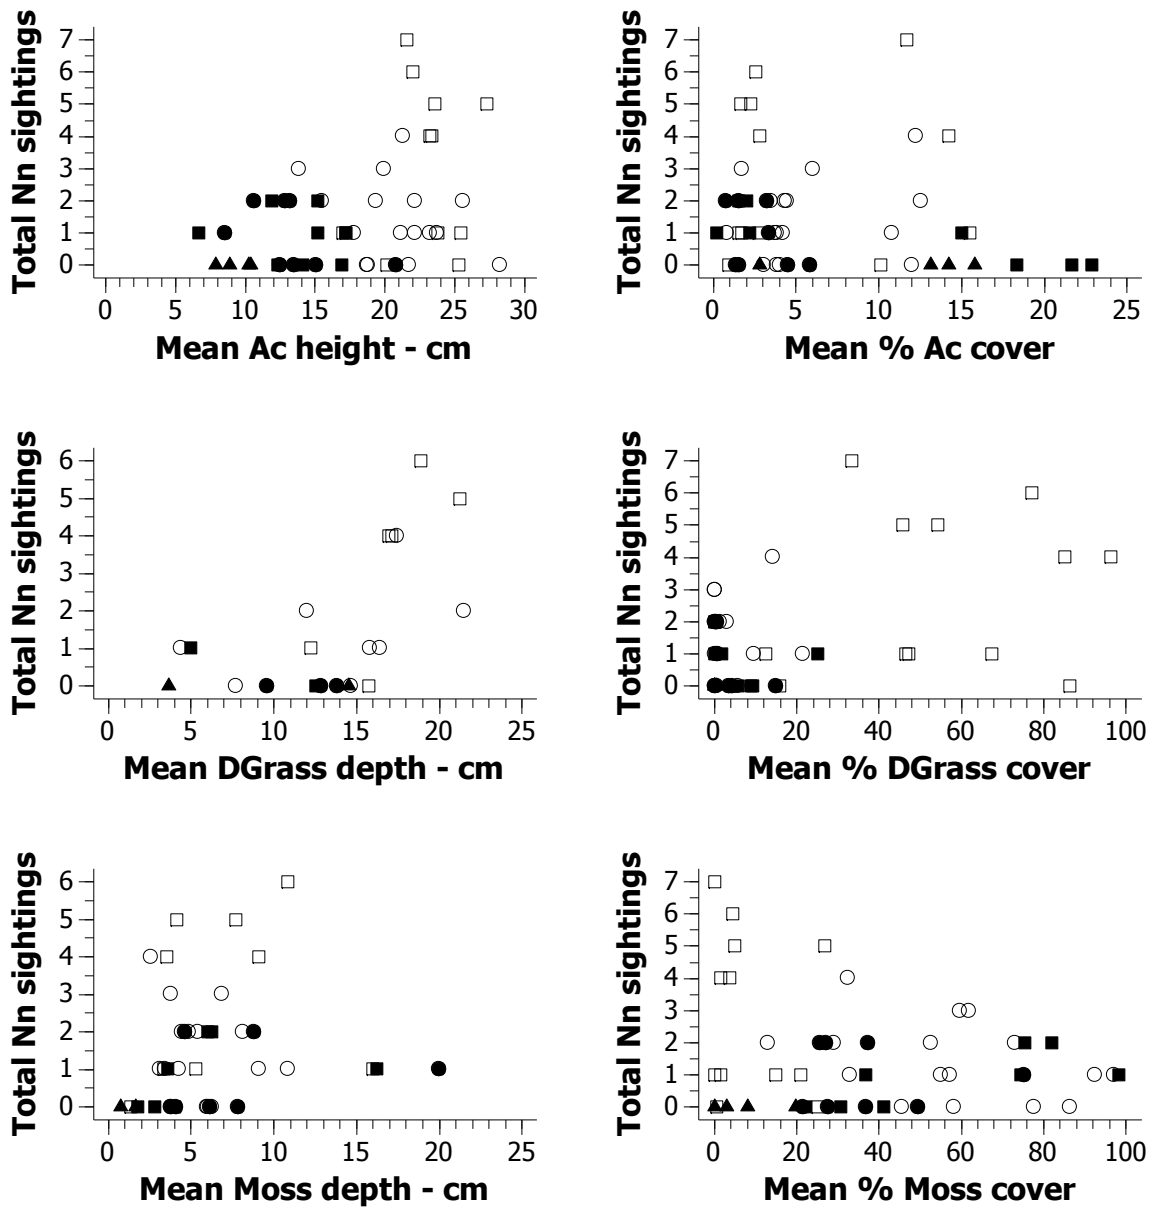 Total Nn sightings
7
6
5
4
3
2
1
0
0 5 10 15 20 25 30
Mean Ac height - cm
Total Nn sightings
7
6
5
4
3
2
1
0
0 5 10 15 20 25
Mean % Ac cover
Total Nn sightings
6
5
4
3
2
1
0
0 5 10 15 20 25
Mean DGrass depth - cm
Total Nn sightings
7
6
5
4
3
2
1
0
0 20 40 60 80 100
Mean % DGrass cover
Total Nn sightings
6
5
4
3
2
1
0
0 5 10 15 20 25
Mean Moss depth - cm
Total Nn sightings
7
6
5
4
3
2
1
0
0 20 40 60 80 100
Mean % Moss cover